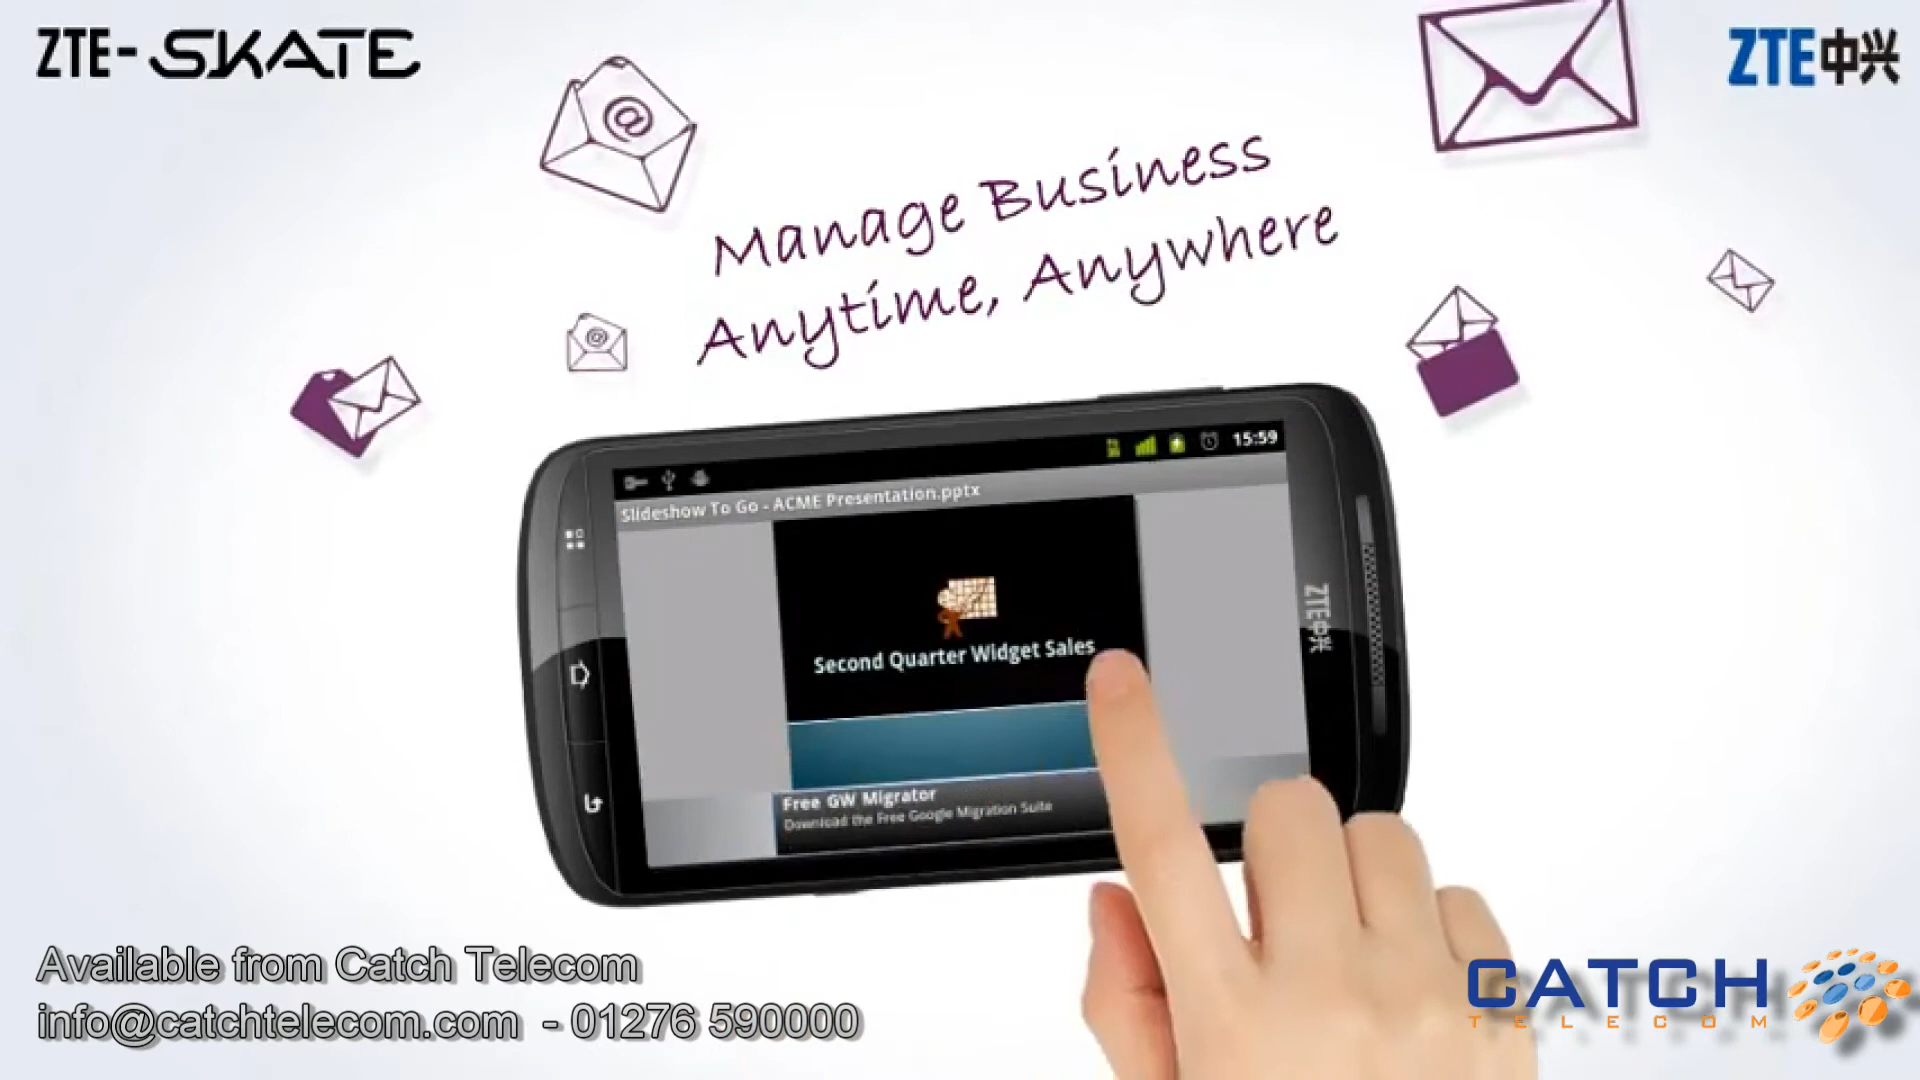 ZTE-SKATE
ZTE中兴
@
Manage Business
Anytime, Anywhere
@
15:59
Slideshow To Go - ACME Presentation.pptx
Second Quarter Widget Sales
ZTE中兴
Free GW Migrator
Download the Free Google Migration Suite
Available from Catch Telecom
info@catchtelecom.com - 01276 590000
CATCH
TELECOM